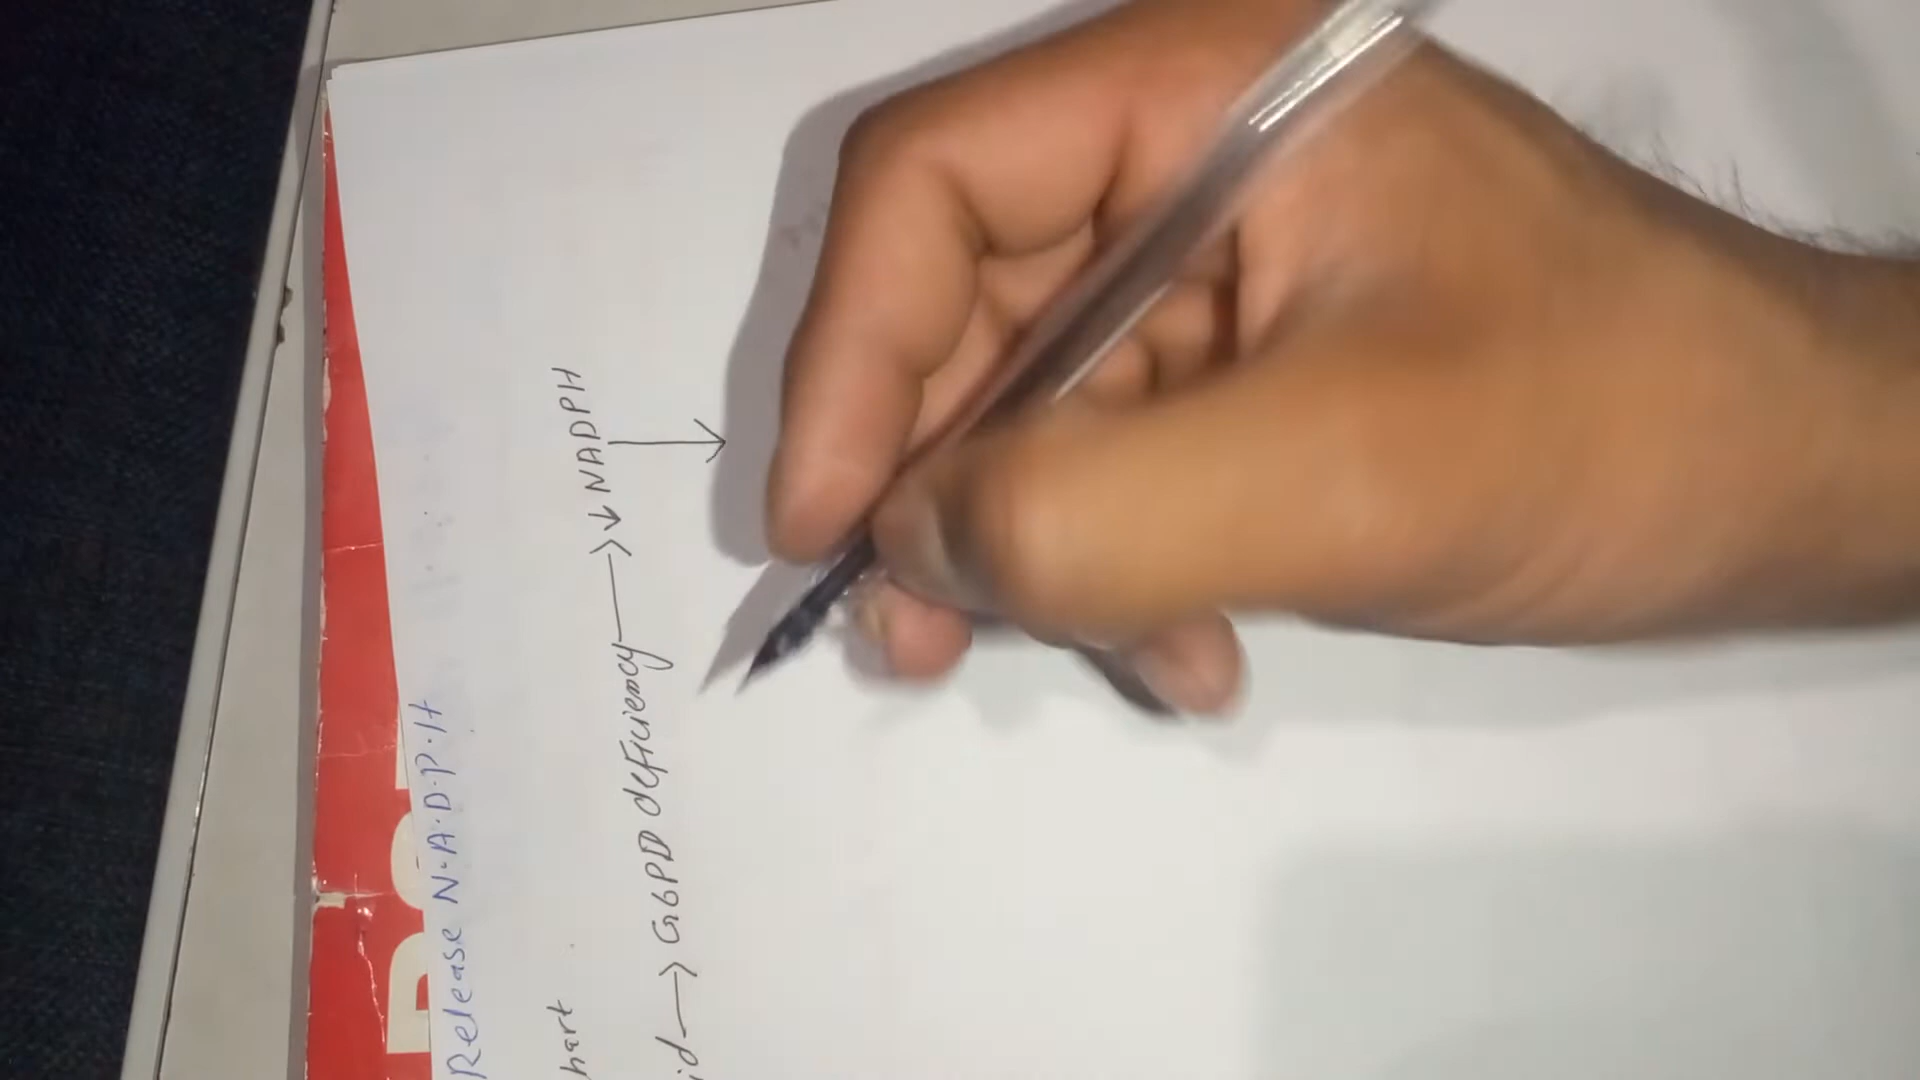 Release N.A.D.P.H
hart
id → G6PD deficiency → ↓ NADPH
↓